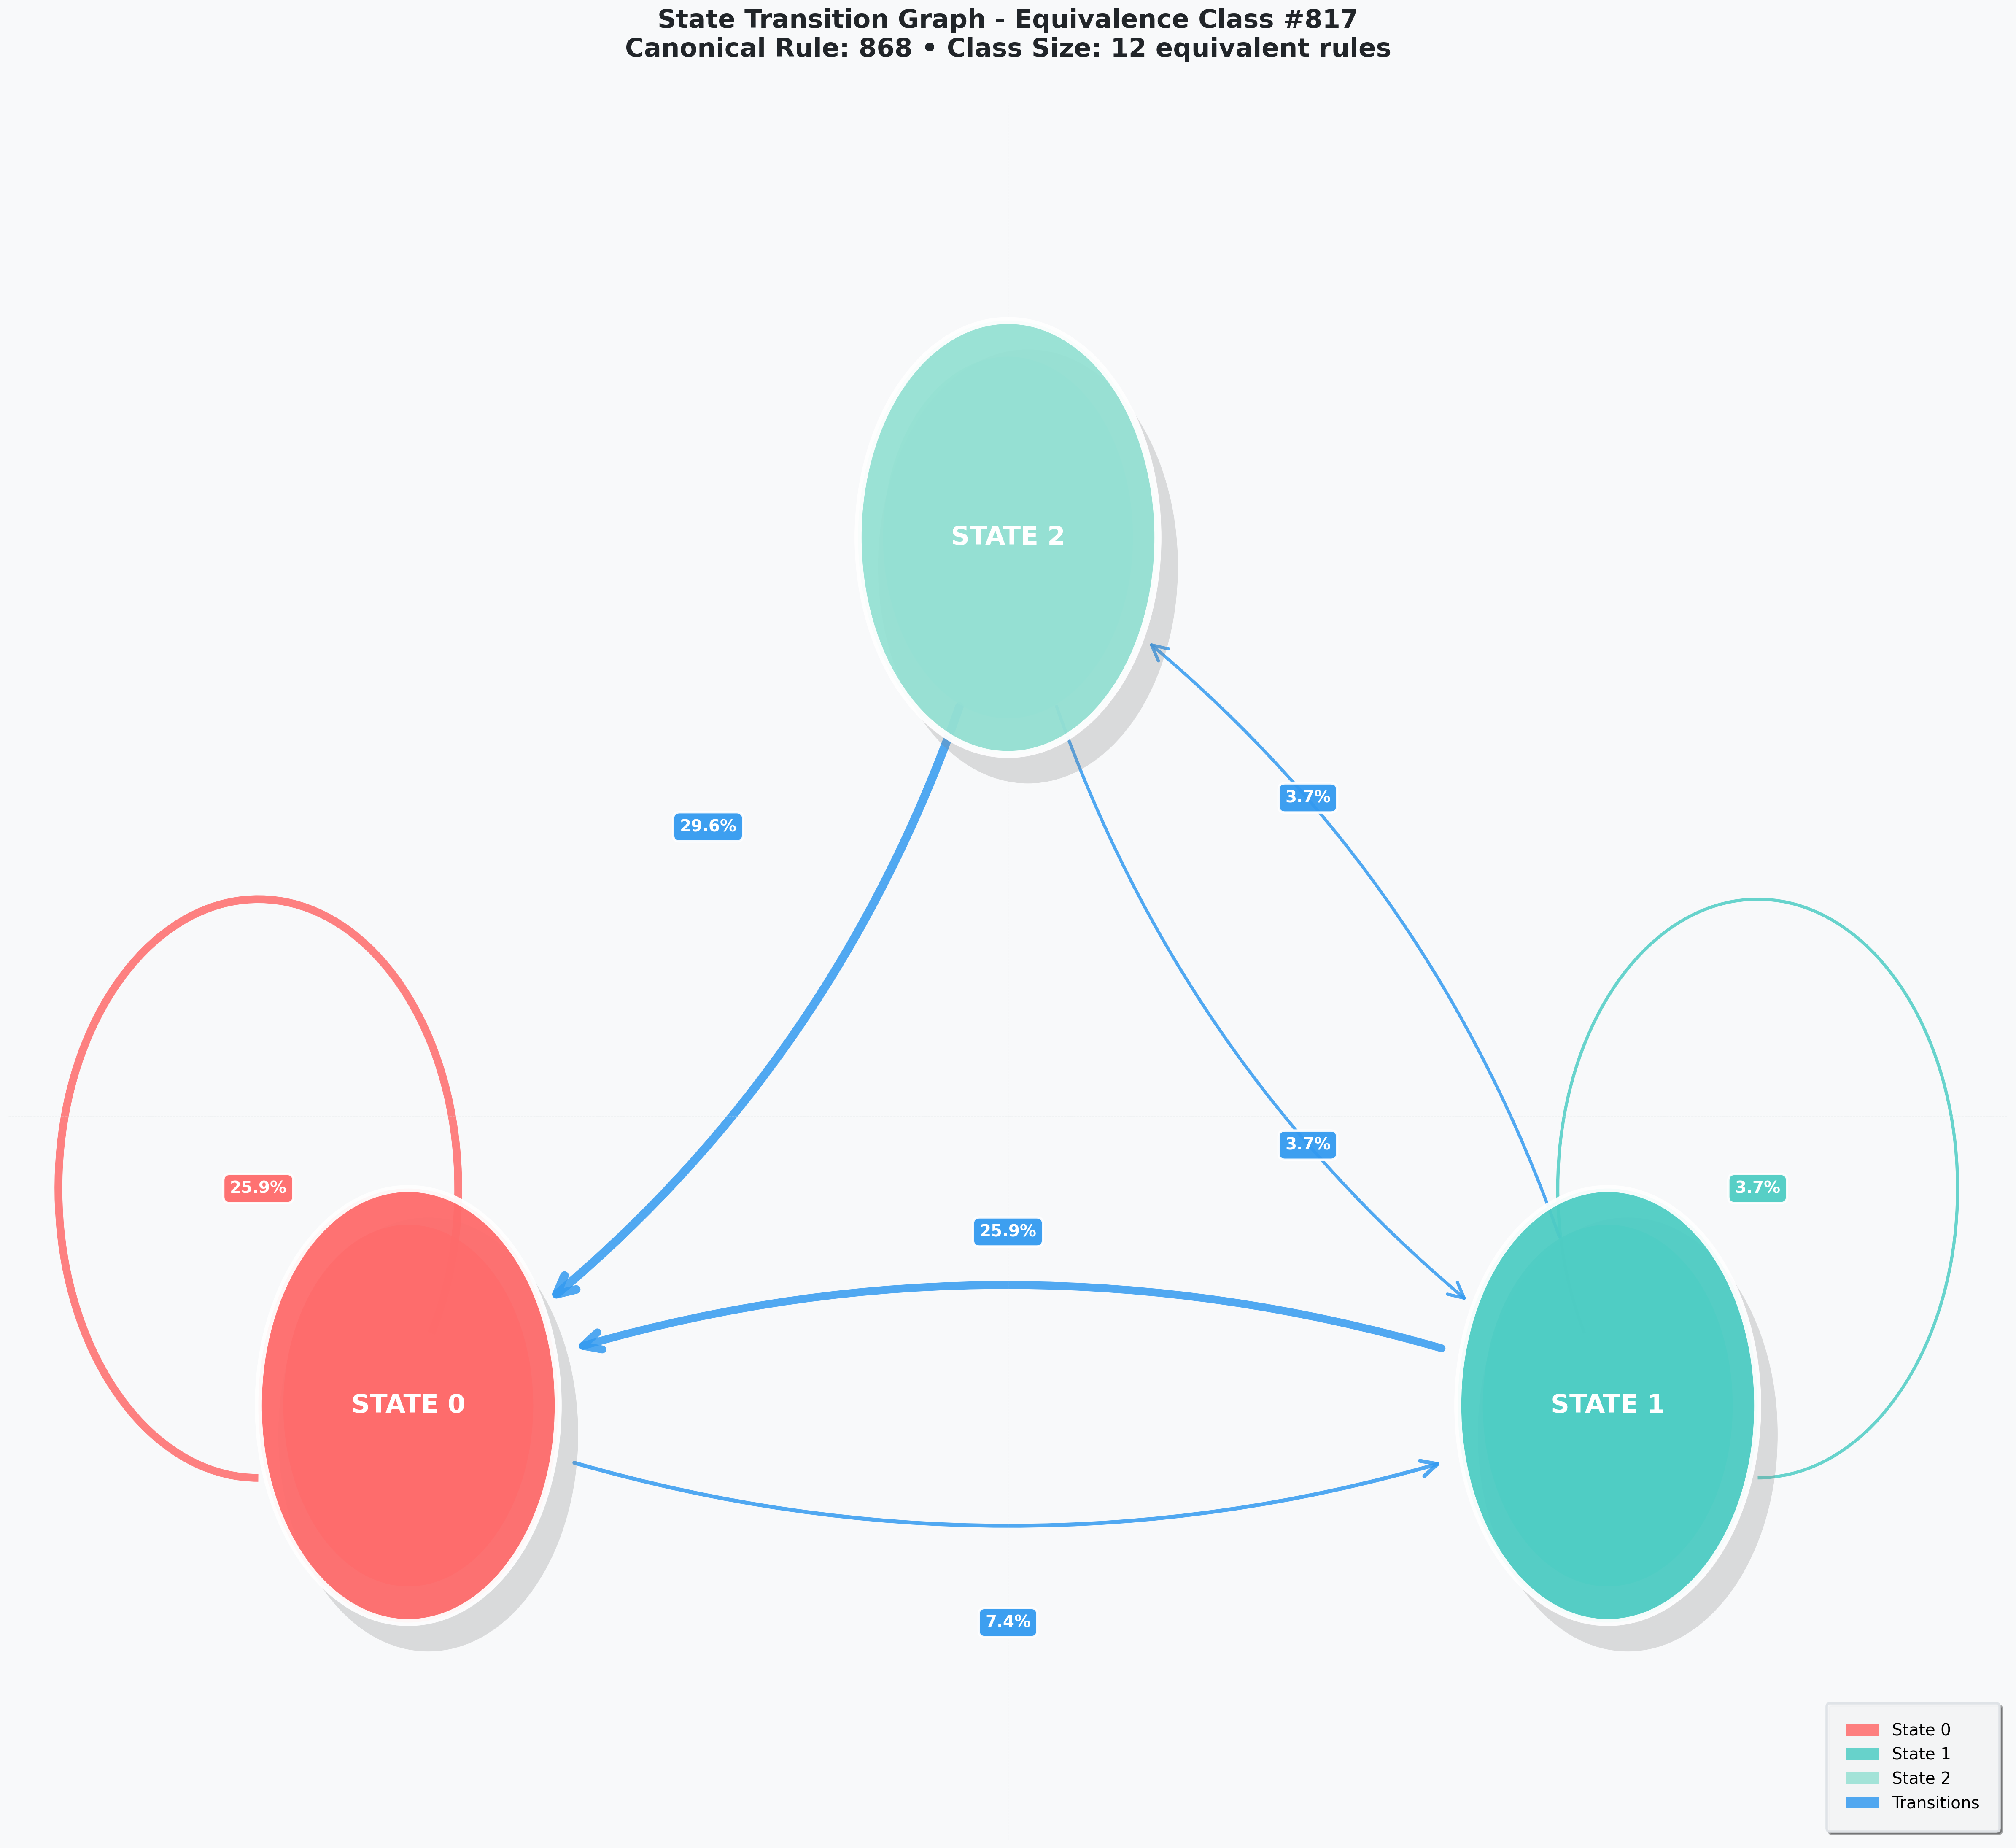 State Transition Graph - Equivalence Class #817
Canonical Rule: 868 • Class Size: 12 equivalent rules
STATE 2
3.7%
29.6%
3.7%
25.9%
3.7%
25.9%
STATE 0
STATE 1
7.4%
State 0
State 1
State 2
Transitions